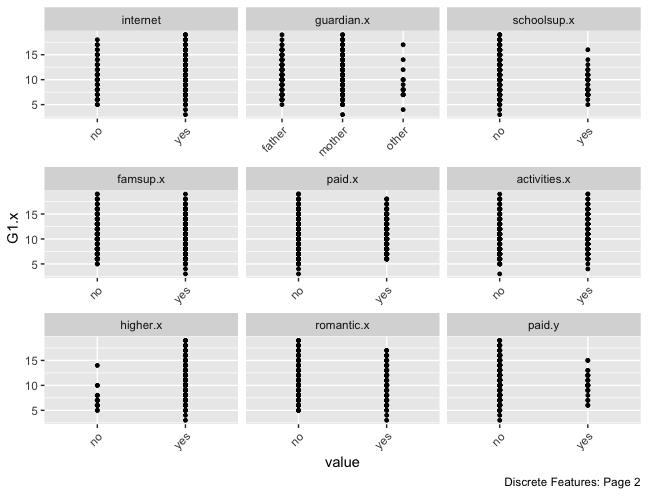 internet guardian.x schoolsup.x
15
10
5
no yes father mother other no yes
famsup.x paid.x activities.x
G1.x
15
10
5
no yes no yes no yes
higher.x romantic.x paid.y
15
10
5
no yes no yes no yes
value
Discrete Features: Page 2